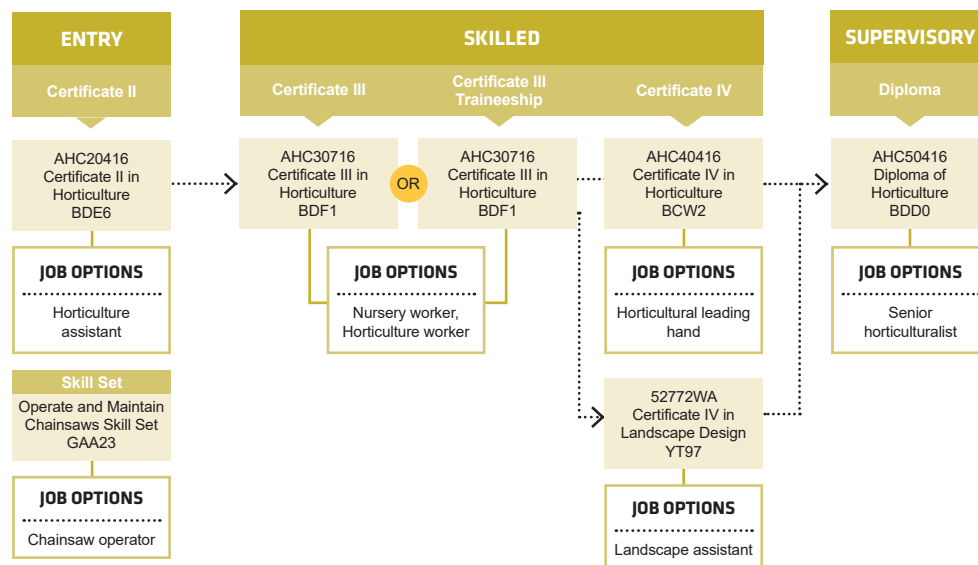 ENTRY
Certificate II
AHC20416
Certificate II in
Horticulture
BDE6
JOB OPTIONS
Horticulture
assistant
Skill Set
Operate and Maintain
Chainsaws Skill Set
GAA23
JOB OPTIONS
Chainsaw operator
SKILLED
Certificate III
AHC30716
Certificate III in
Horticulture
BDF1
OR
Certificate III
Traineeship
AHC30716
Certificate III in
Horticulture
BDF1
JOB OPTIONS
Nursery worker,
Horticulture worker
Certificate IV
AHC40416
Certificate IV in
Horticulture
BCW2
JOB OPTIONS
Horticultural leading
hand
52772WA
Certificate IV in
Landscape Design
YT97
JOB OPTIONS
Landscape assistant
SUPERVISORY
Diploma
AHC50416
Diploma of
Horticulture
BDD0
JOB OPTIONS
Senior
horticulturalist